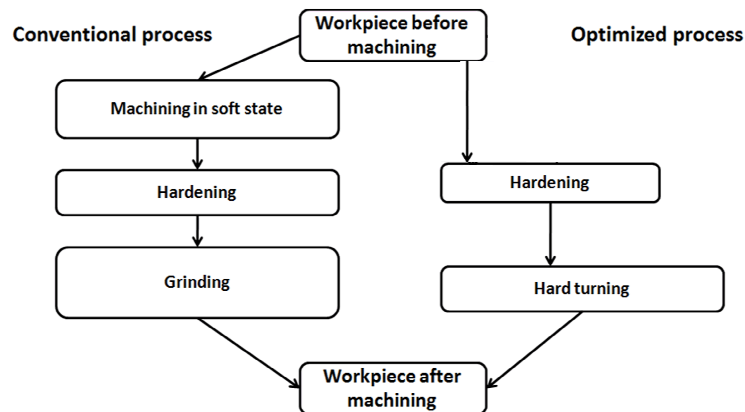 Conventional process
Workpiece before
machining
Optimized process
Machining in soft state
Hardening
Hardening
Grinding
Hard turning
Workpiece after
machining